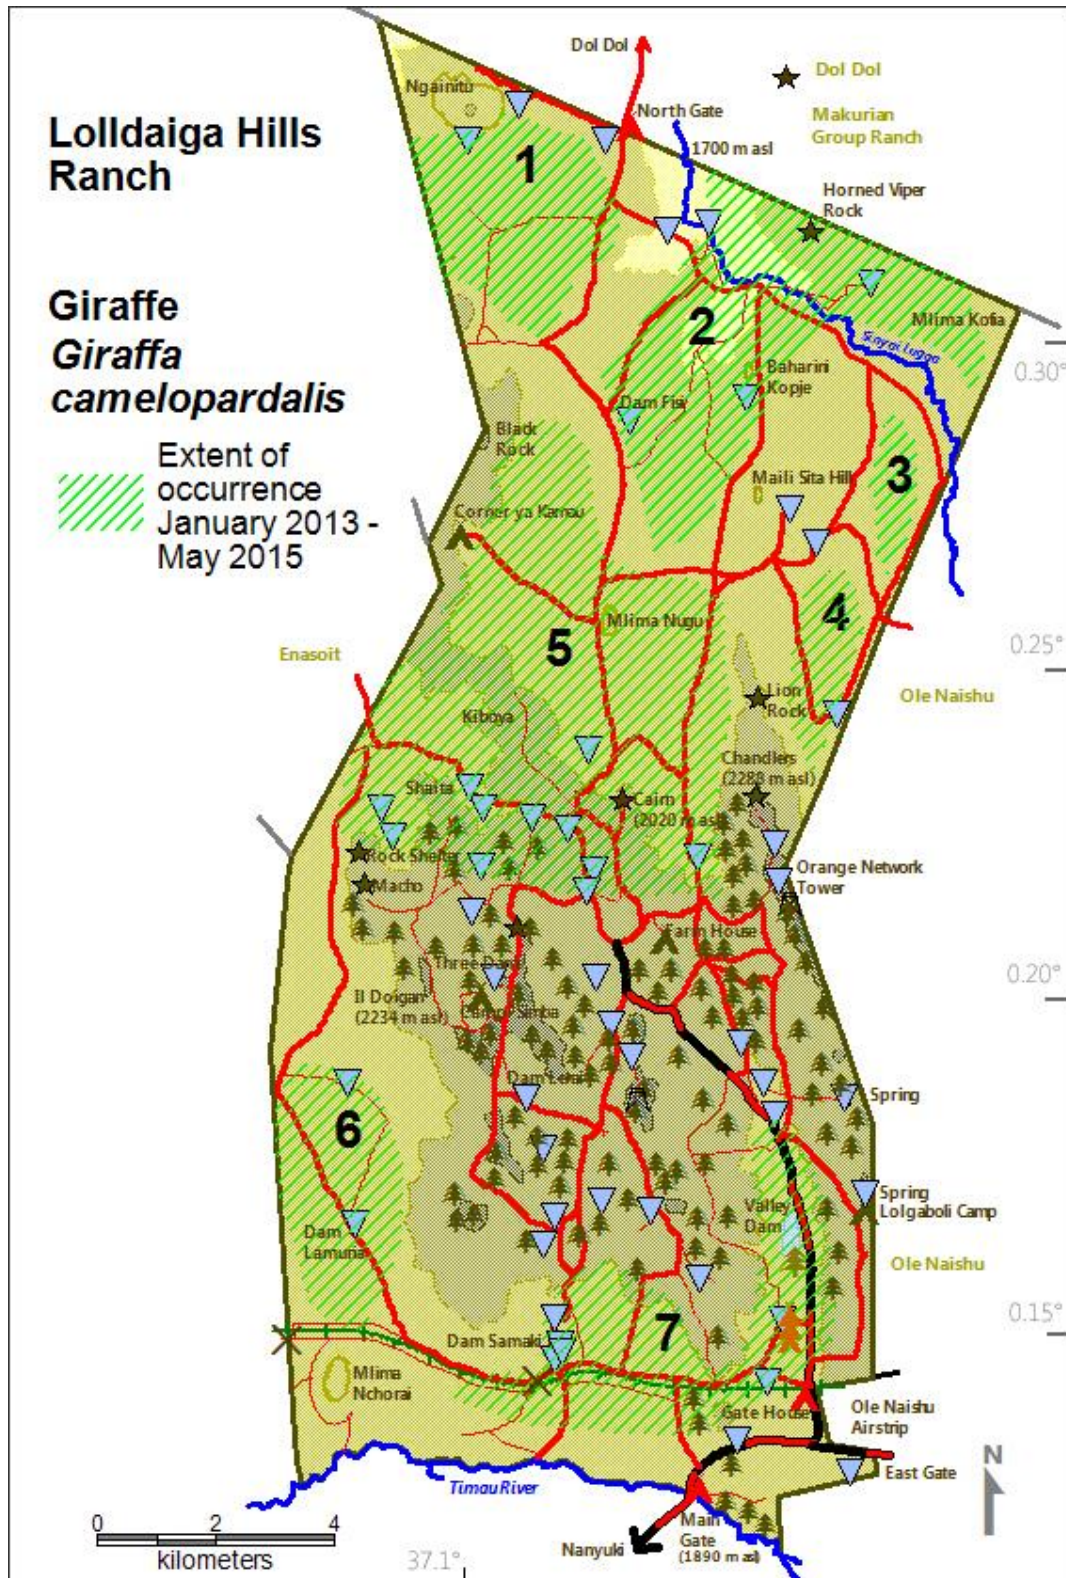 Dol Dol
Dol Dol
Ngainitu
North Gate
Makurian
Group Ranch
Lolldaiga Hills
Ranch
1700 m asl
1
Horned Viper
Rock
Giraffe
Giraffa
camelopardalis
2
Mlima Kofia
Sinyai Lugga
0.30°
Baharini
Kopje
Dam Fisi
Black
Rock
Extent of
occurrence
January 2013 -
May 2015
3
Maili Sita Hill
Corner ya Kamau
4
Mlima Nugu
5
Enasoit
0.25°
Lion
Rock
Ole Naishu
Kiboya
Chandlers
(2288 m asl)
Shaita
Cairn
(2020 m asl)
Rock Shelter
Orange Network
Tower
Macho
Farm House
Three Dams
0.20°
Il Doigan
(2234 m asl)
Camp Simba
Spring
6
Spring
Lolgaboli Camp
Valley
Dam
Dam
Lamuna
Ole Naishu
0.15°
7
Dam Samaki
Mlima
Nchorai
Gate House
Ole Naishu
Airstrip
N
East Gate
Timau River
0 2 4
kilometers
Main
Gate
(1890 m asl)
Nanyuki
37.1°